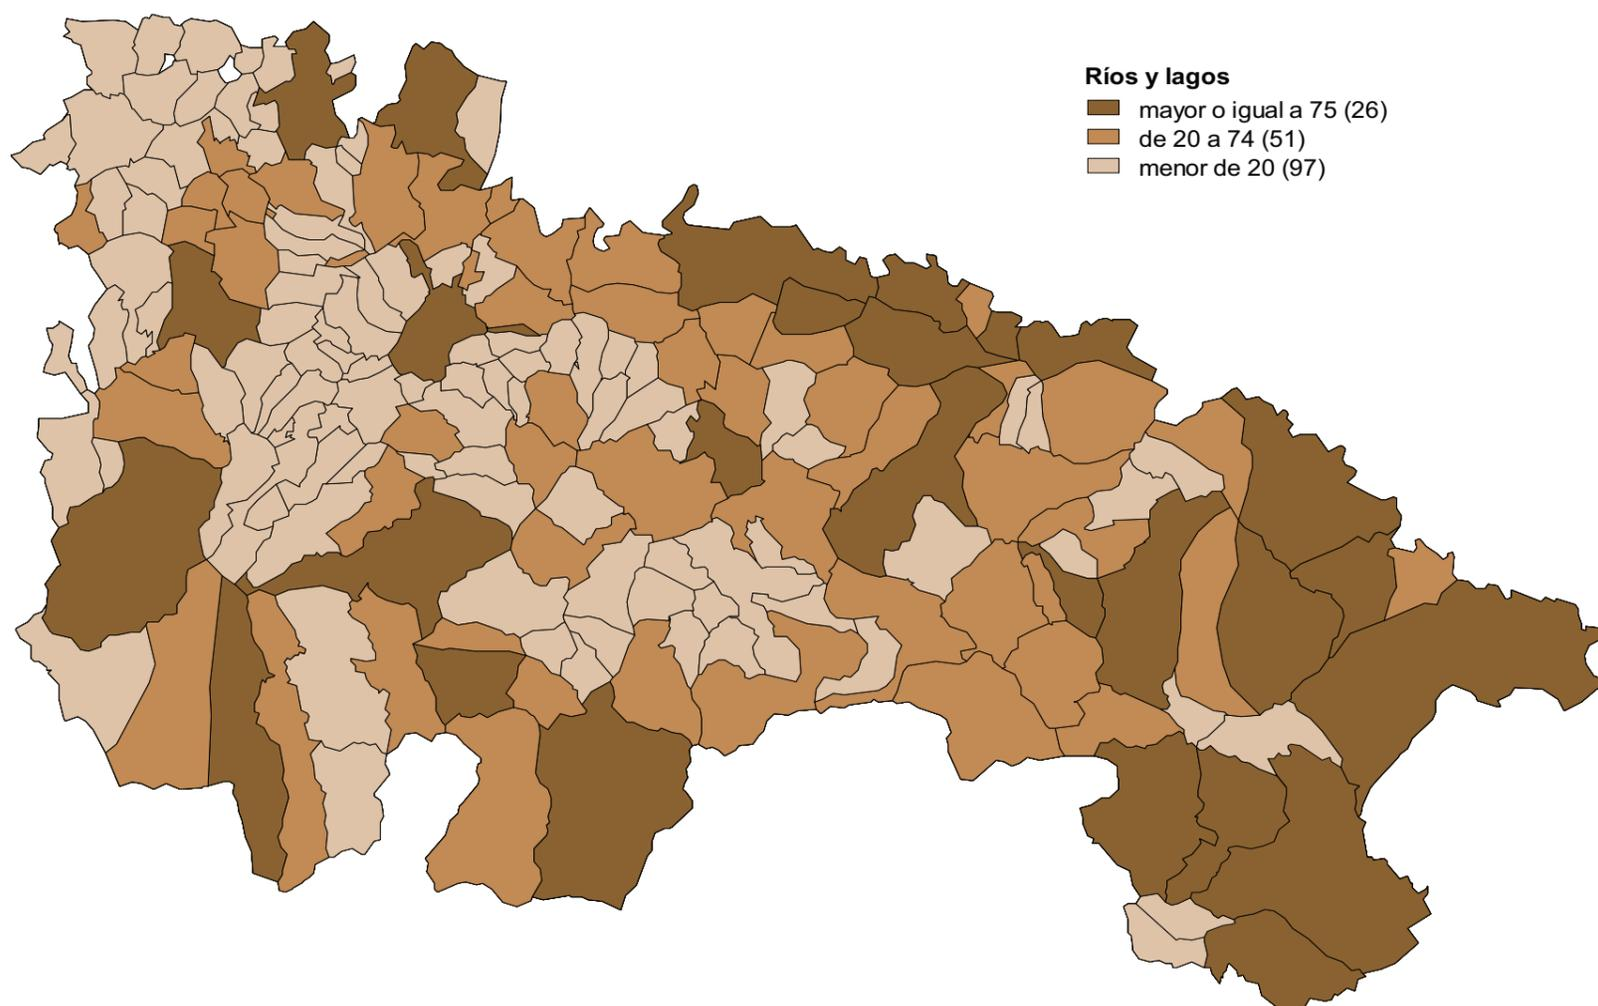 Ríos y lagos
mayor o igual a 75 (26)
de 20 a 74 (51)
menor de 20 (97)